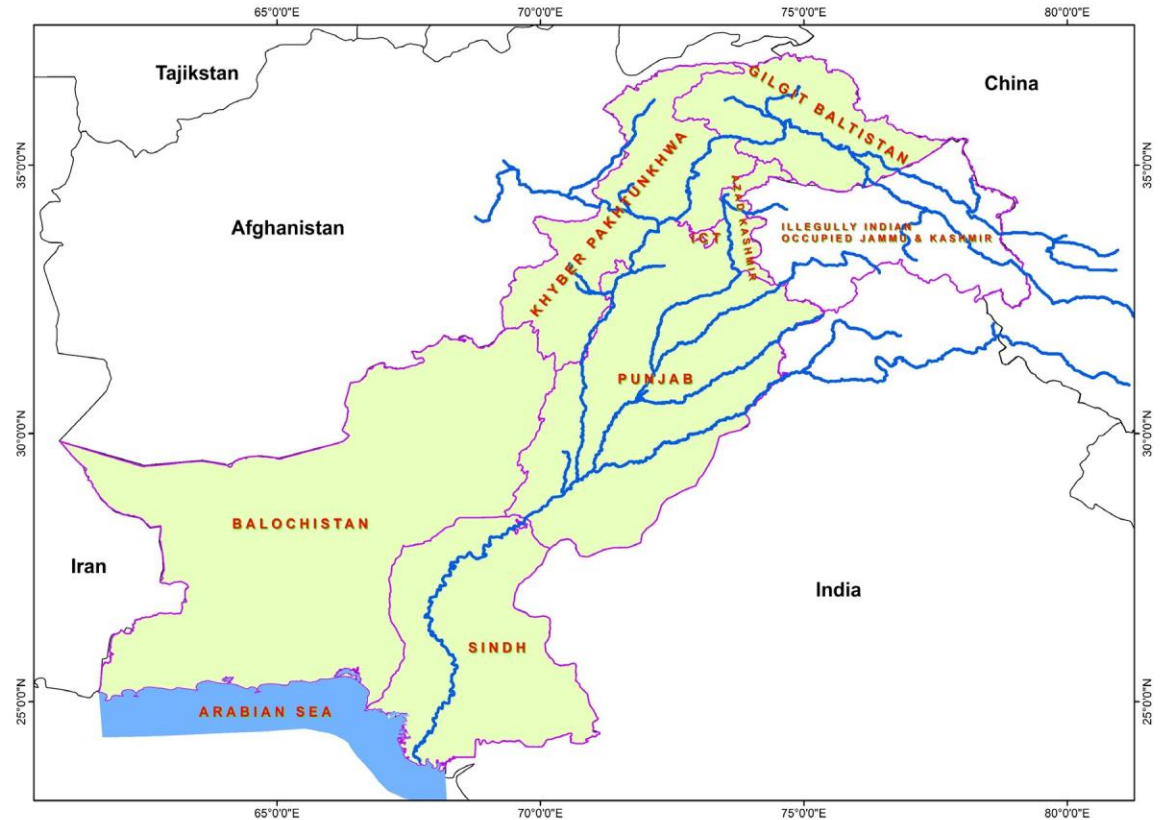 65°0'0"E
70°0'0"E
75°0'0"E
80°0'0"E
Tajikstan
China
GILGIT BALTISTAN
35°0'0"N
35°0'0"N
KHYBER PAKHTUNKHWA
AZAD KASHMIR
Afghanistan
ILLEGULLY INDIAN
OCCUPIED JAMMU & KASHMIR
ICT
PUNJAB
30°0'0"N
30°0'0"N
BALOCHISTAN
Iran
India
SINDH
25°0'0"N
25°0'0"N
ARABIAN SEA
65°0'0"E
70°0'0"E
75°0'0"E
80°0'0"E